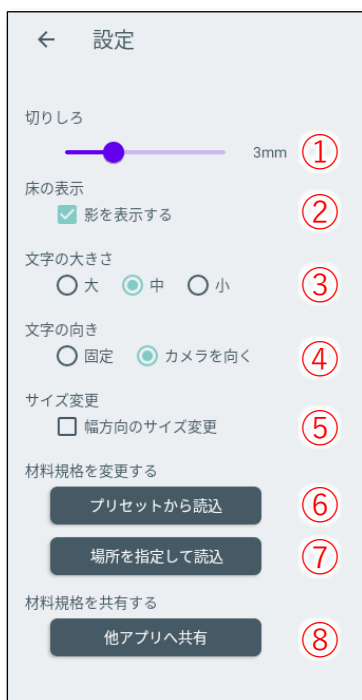 ← 設定
切りしろ
3mm ①
床の表示
影を表示する ②
文字の大きさ
大 中 小 ③
文字の向き
固定 カメラを向く ④
サイズ変更
幅方向のサイズ変更 ⑤
材料規格を変更する
プリセットから読込 ⑥
場所を指定して読込 ⑦
材料規格を共有する
他アプリへ共有 ⑧